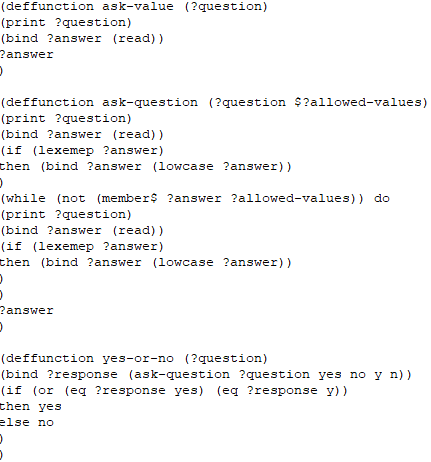 (deffunction ask-value (?question)
(print ?question)
(bind ?answer (read))
?answer
)

(deffunction ask-question (?question $?allowed-values)
(print ?question)
(bind ?answer (read))
(if (lexemep ?answer)
then (bind ?answer (lowcase ?answer))
)
(while (not (member$ ?answer ?allowed-values)) do
(print ?question)
(bind ?answer (read))
(if (lexemep ?answer)
then (bind ?answer (lowcase ?answer))
)
)
?answer
)

(deffunction yes-or-no (?question)
(bind ?response (ask-question ?question yes no y n))
(if (or (eq ?response yes) (eq ?response y))
then yes
else no
)
)